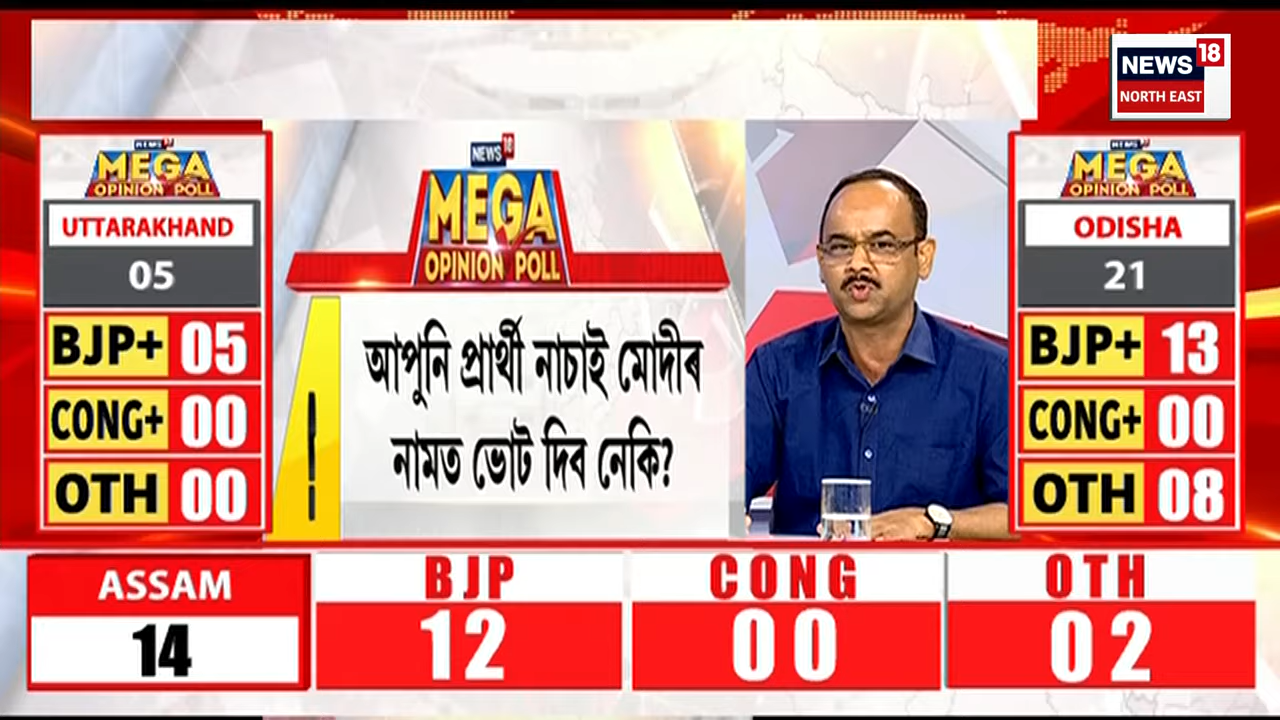 NEWS 18
NORTH EAST
NEWS 18
MEGA
OPINION POLL
UTTARAKHAND
05
BJP+ 05
CONG+ 00
OTH 00
NEWS 18
MEGA
OPINION POLL
আপুনি প্ৰাৰ্থী নাচাই মোদীৰ
নামত ভোট দিব নেকি?
NEWS 18
MEGA
OPINION POLL
ODISHA
21
BJP+ 13
CONG+ 00
OTH 08
ASSAM
14
BJP
12
CONG
00
OTH
02